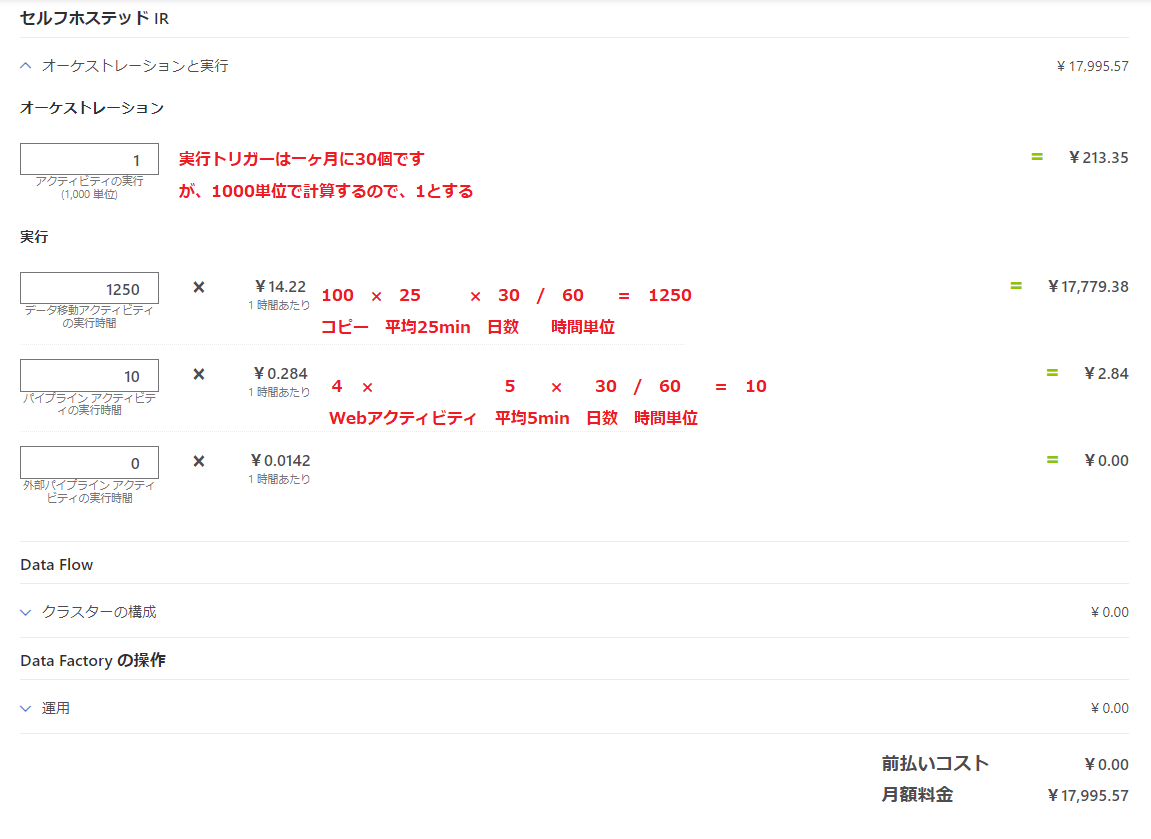 セルフホステッド IR
オーケストレーションと実行 ¥ 17,995.57
オーケストレーション
1 実行トリガーは一ヶ月に30個です = ¥213.35
アクティビティの実行
(1,000 単位) が、1000単位で計算するので、1とする
実行
1250 × ¥14.22 100 × 25 × 30 / 60 = 1250 = ¥17,779.38
データ移動アクティビティ 1 時間あたり
の実行時間 コピー 平均25min 日数 時間単位
10 × ¥0.284 4 × 5 × 30 / 60 = 10 = ¥2.84
パイプライン アクティビテ 1 時間あたり
ィの実行時間 Webアクティビティ 平均5min 日数 時間単位
0 × ¥0.0142 = ¥0.00
外部パイプライン アクティ 1 時間あたり
ビティの実行時間
Data Flow
クラスターの構成 ¥ 0.00
Data Factory の操作
運用 ¥ 0.00
前払いコスト ¥0.00
月額料金 ¥17,995.57